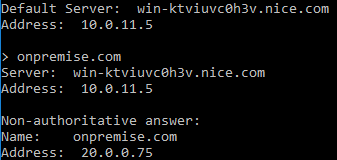 Default Server:  win-ktviuvc0h3v.nice.com
Address:  10.0.11.5
> onpremise.com
Server:  win-ktviuvc0h3v.nice.com
Address:  10.0.11.5
Non-authoritative answer:
Name:    onpremise.com
Address:  20.0.0.75